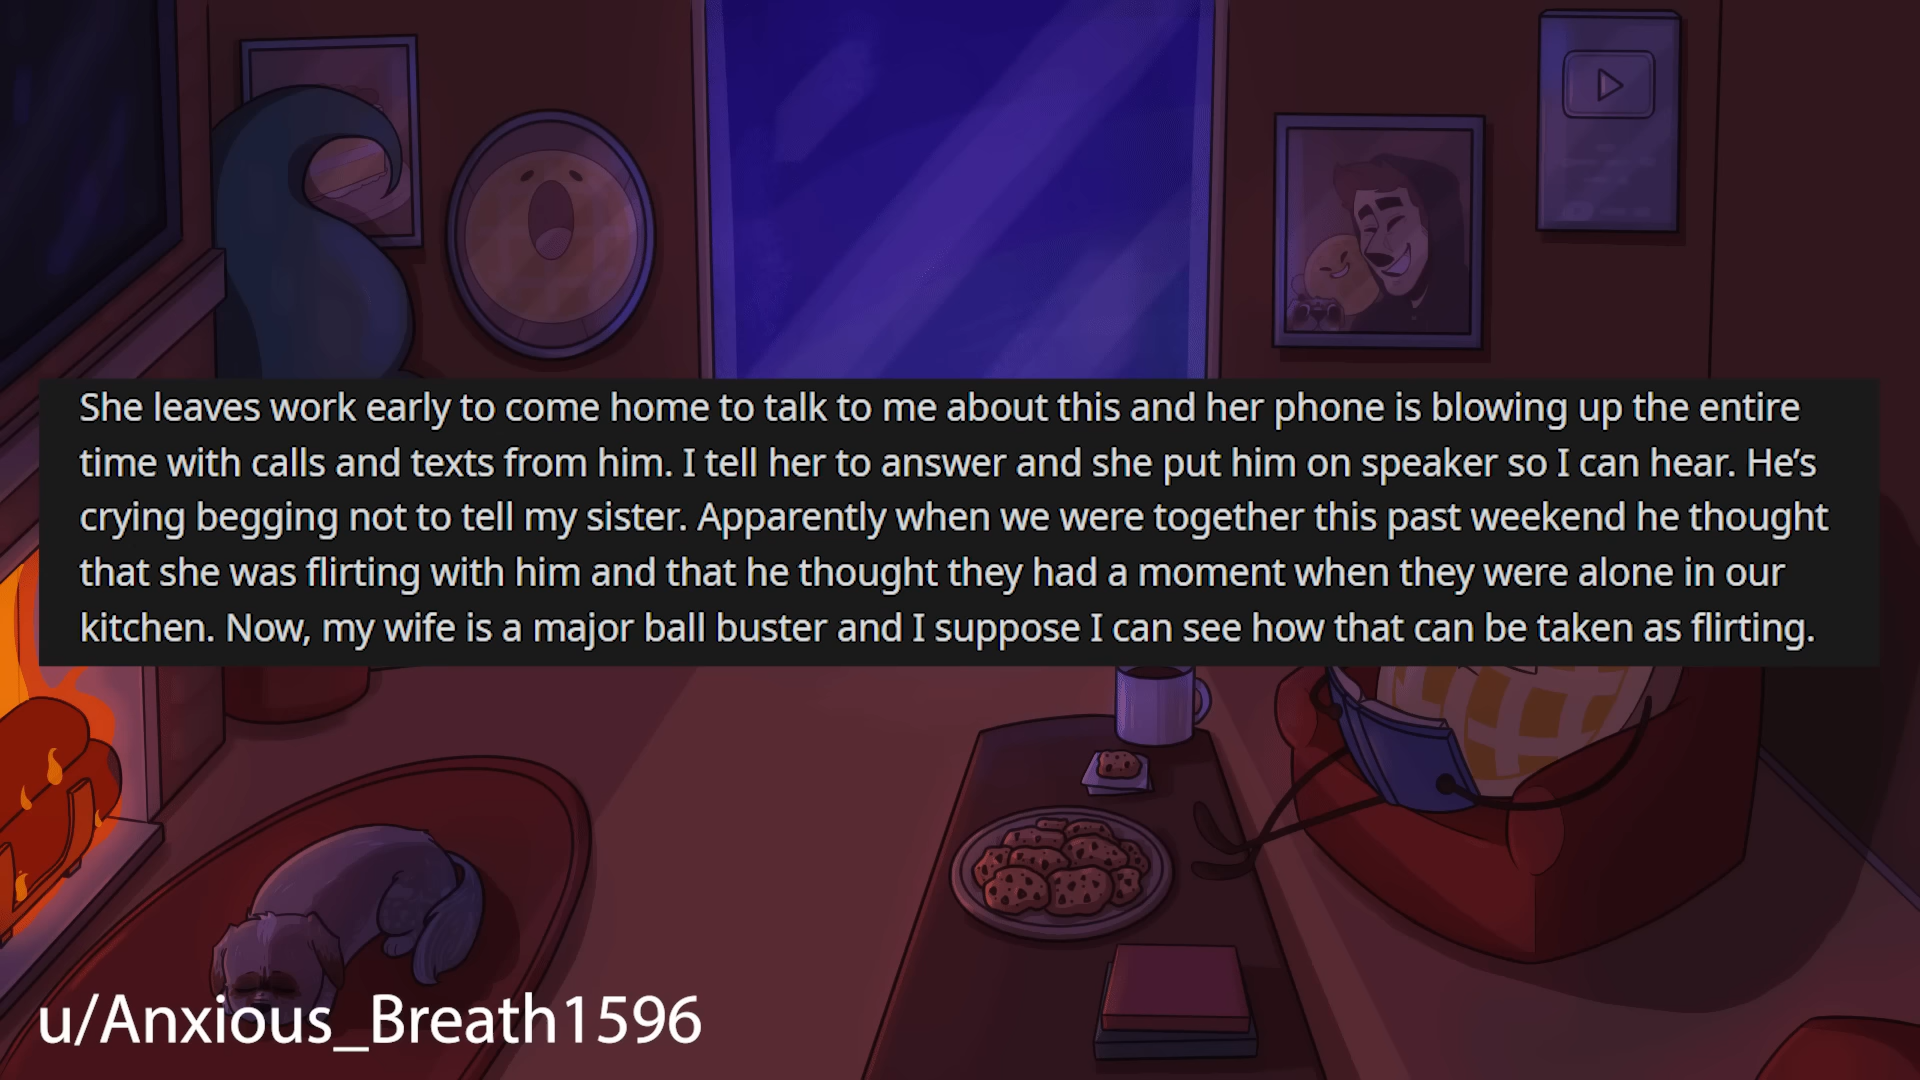 She leaves work early to come home to talk to me about this and her phone is blowing up the entire
time with calls and texts from him. I tell her to answer and she put him on speaker so I can hear. He’s
crying begging not to tell my sister. Apparently when we were together this past weekend he thought
that she was flirting with him and that he thought they had a moment when they were alone in our
kitchen. Now, my wife is a major ball buster and I suppose I can see how that can be taken as flirting.
u/Anxious_Breath1596